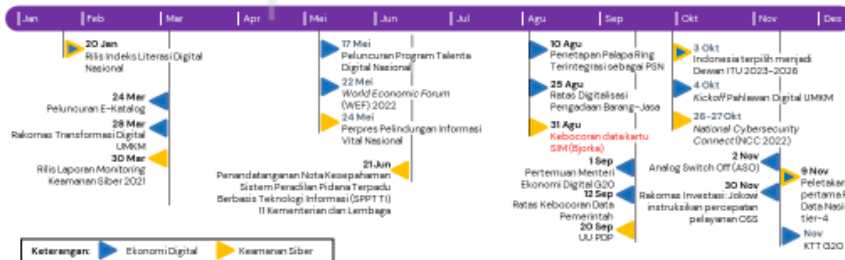 Jan Feb Mar Apr Mei Jun Jul Agu Sep Okt Nov Des
20 Jan
Rilis Indeks Literasi Digital
Nasional
24 Mar
Peluncuran E-Katalog
28 Mar
Rakornas Transformasi Digital
UMKM
30 Mar
Rilis Laporan Monitoring
Keamanan Siber 2021
17 Mei
Peluncuran Program Talenta
Digital Nasional
22 Mei
World Economic Forum
(WEF) 2022
24 Mei
Perpres Pelindungan Informasi
Vital Nasional
21 Jun
Penandatanganan Nota Kesepahaman
Sistem Peradilan Pidana Terpadu
Berbasis Teknologi Informasi (SPPT TI)
11 Kementerian dan Lembaga
10 Agu
Penetapan Palapa Ring
Terintegrasi sebagai PSN
25 Agu
Ratas Digitalisasi
Pengadaan Barang-Jasa
31 Agu
Kebocoran data kartu
SIM (Bjorka)
1 Sep
Pertemuan Menteri
Ekonomi Digital G20
12 Sep
Ratas Kebocoran Data
Pemerintah
20 Sep
UU PDP
3 Okt
Indonesia terpilih menjadi
Dewan ITU 2023-2026
4 Okt
Kickoff Pahlawan Digital UMKM
26-27 Okt
National Cybersecurity
Connect (NCC 2022)
2 Nov
Analog Switch Off (ASO)
30 Nov
Rakornas Investasi: Jokowi
instruksikan percepatan
pelayanan OSS
9 Nov
Peletakan
pertama
Data Nasi
tier-4
Nov
KTT G20
Keterangan: Ekonomi Digital Keamanan Siber